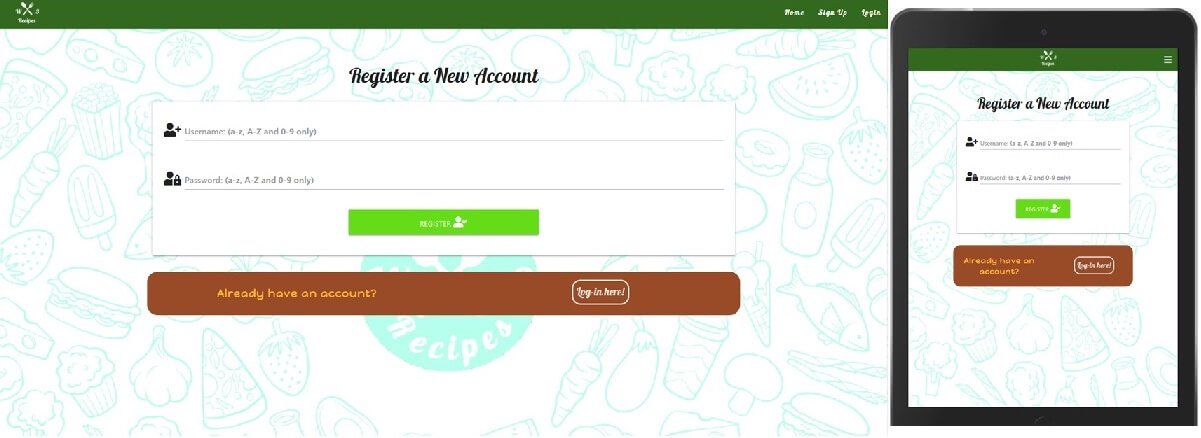 W S
Recipes
Home Sign Up Login
Register a New Account
Username: (a-z, A-Z and 0-9 only)
Password: (a-z, A-Z and 0-9 only)
REGISTER
Already have an account?
Log-in here!
Recipes
Recipes
Register a New Account
Username: (a-z, A-Z and 0-9 only)
Password: (a-z, A-Z and 0-9 only)
REGISTER
Already have an
account?
Log-in here!